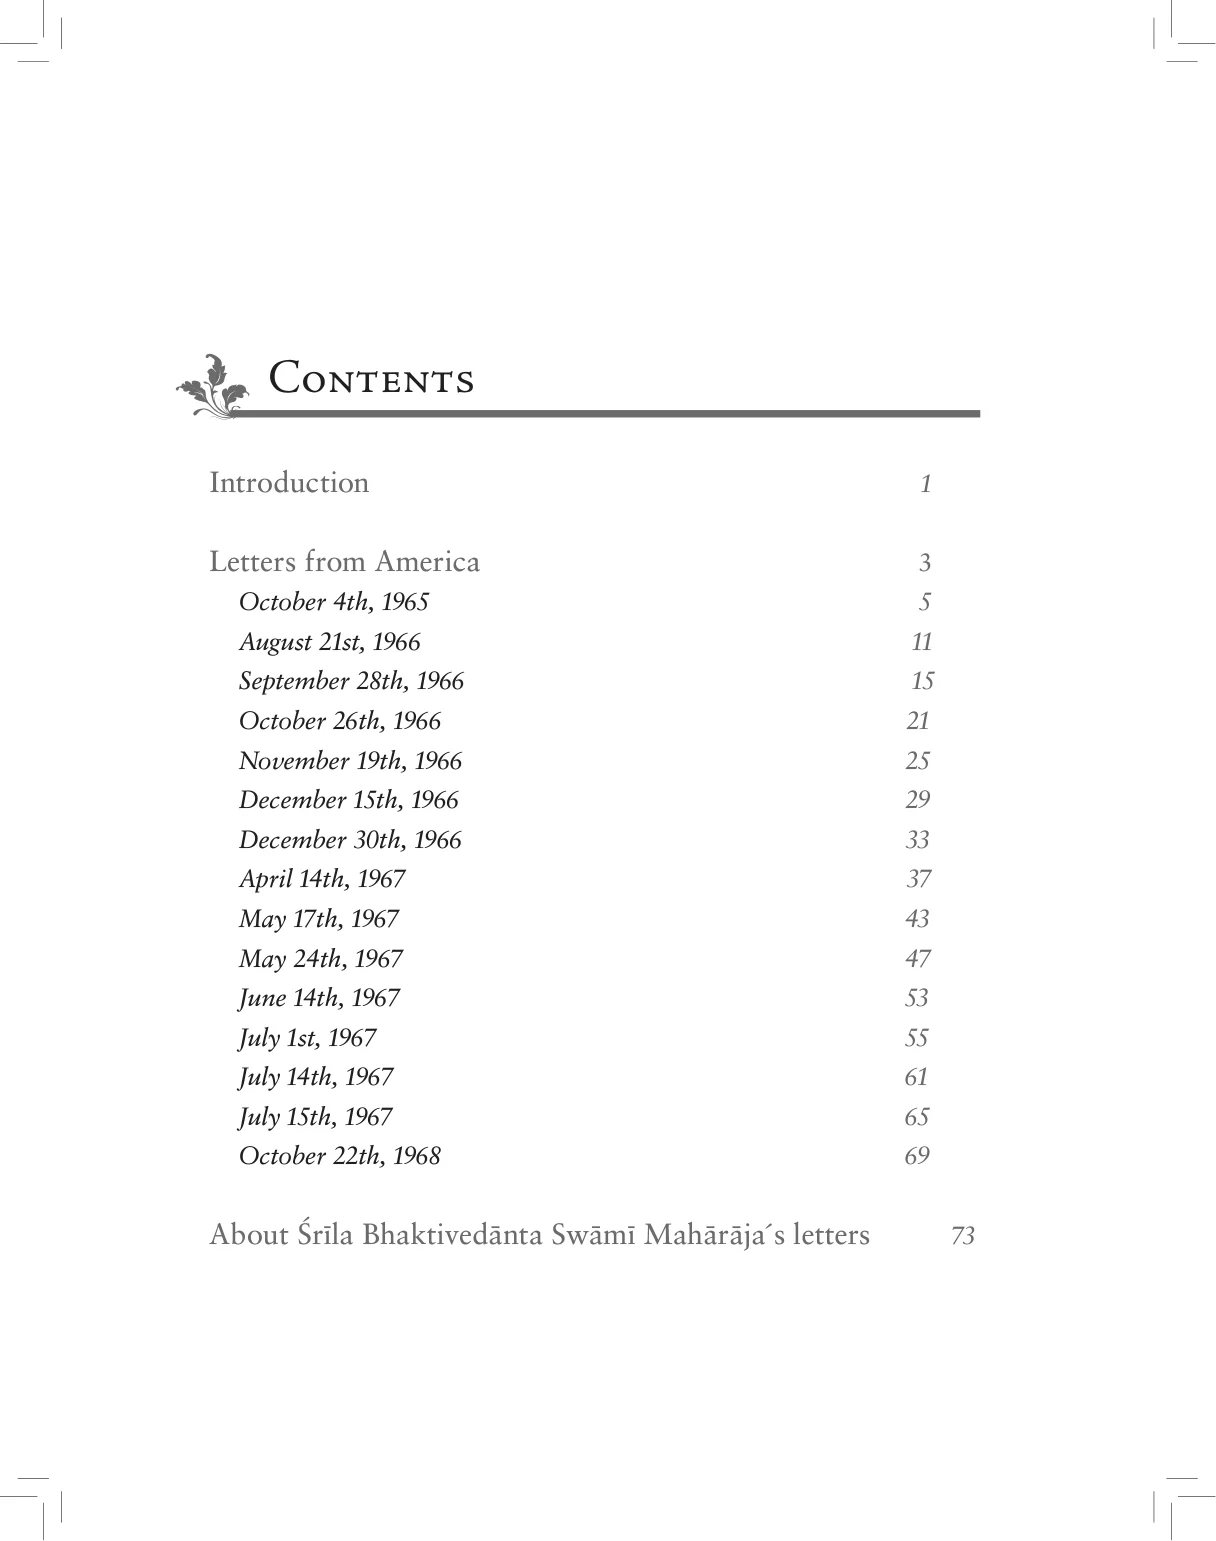 Contents
Introduction 1
Letters from America 3
October 4th, 1965 5
August 21st, 1966 11
September 28th, 1966 15
October 26th, 1966 21
November 19th, 1966 25
December 15th, 1966 29
December 30th, 1966 33
April 14th, 1967 37
May 17th, 1967 43
May 24th, 1967 47
June 14th, 1967 53
July 1st, 1967 55
July 14th, 1967 61
July 15th, 1967 65
October 22th, 1968 69
About Śrīla Bhaktivedānta Swāmī Mahārāja´s letters 73